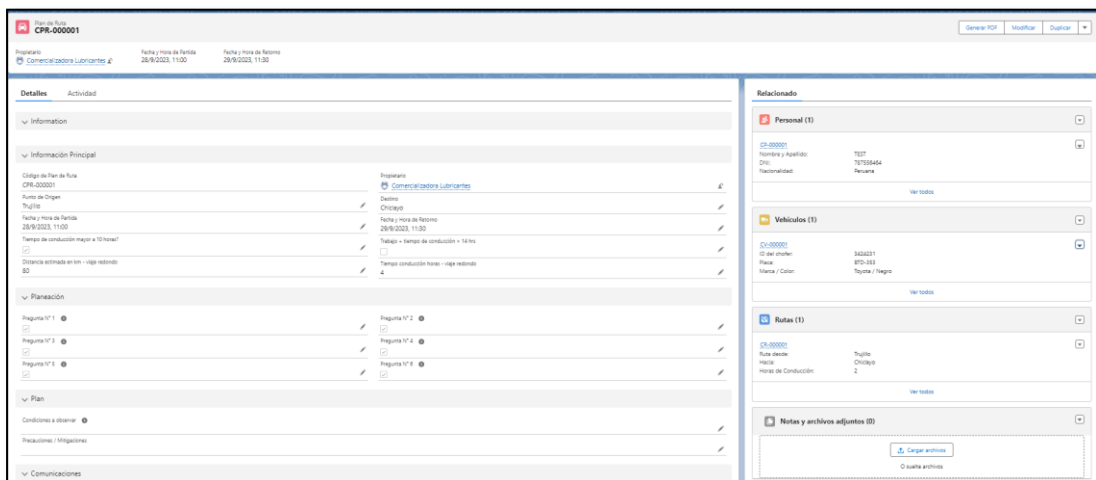 Plan de Ruta
CPR-000001
Generar PDF
Modificar
Duplicar
Propietario
Comercializadora Lubricantes
Fecha y Hora de Partida
28/9/2023, 11:00
Fecha y Hora de Retorno
29/9/2023, 11:30
Detalles
Actividad
Information
Información Principal
Código de Plan de Ruta
CPR-000001
Propietario
Comercializadora Lubricantes
Punto de Origen
Trujillo
Destino
Chiclayo
Fecha y Hora de Partida
28/9/2023, 11:00
Fecha y Hora de Retorno
29/9/2023, 11:30
Tiempo de conducción mayor a 10 horas?
Trabajo + tiempo de conducción > 14 hrs
Distancia estimada en km - viaje redondo
80
Tiempo conducción horas - viaje redondo
4
Planeación
Pregunta N° 1
Pregunta N° 2
Pregunta N° 3
Pregunta N° 4
Pregunta N° 5
Pregunta N° 6
Plan
Condiciones a observar
Precauciones / Mitigaciones
Comunicaciones
Relacionado
Personal (1)
CP-000001
Nombre y Apellido: TEST
DNI:
Nacionalidad: Peruana
Ver todos
Vehículos (1)
CV-000001
ID del chofer:
Placa:
Marca / Color: Toyota / Negro
Ver todos
Rutas (1)
CR-000001
Ruta desde: Trujillo
Hacia: Chiclayo
Horas de Conducción: 2
Ver todos
Notas y archivos adjuntos (0)
Cargar archivos
O suelte archivos